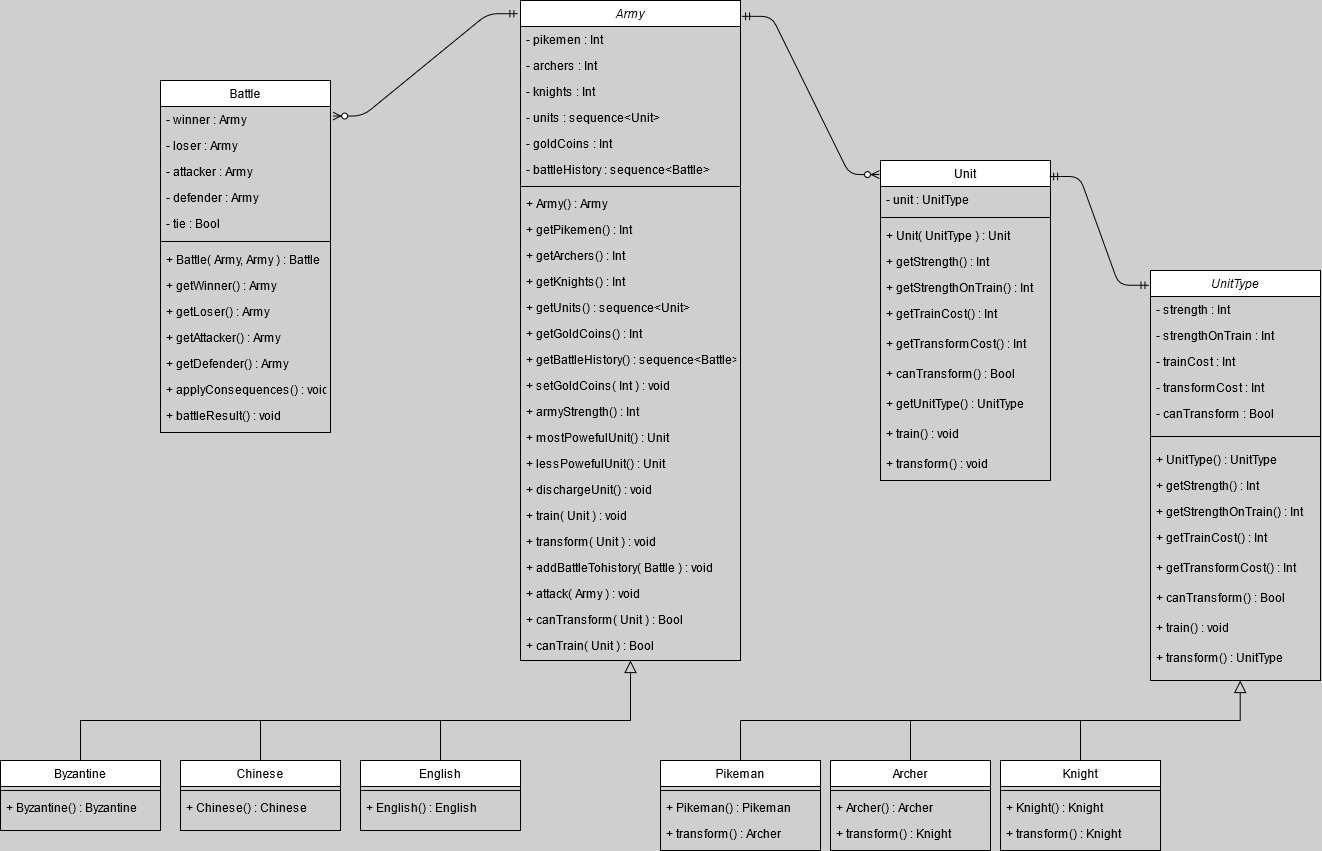 Army
- pikemen : Int
- archers : Int
- knights : Int
- units : sequence<Unit>
- goldCoins : Int
- battleHistory : sequence<Battle>
+ Army() : Army
+ getPikemen() : Int
+ getArchers() : Int
+ getKnights() : Int
+ getUnits() : sequence<Unit>
+ getGoldCoins() : Int
+ getBattleHistory() : sequence<Battle>
+ setGoldCoins( Int ) : void
+ armyStrength() : Int
+ mostPowefulUnit() : Unit
+ lessPowefulUnit() : Unit
+ dischargeUnit() : void
+ train( Unit ) : void
+ transform( Unit ) : void
+ addBattleTohistory( Battle ) : void
+ attack( Army ) : void
+ canTransform( Unit ) : Bool
+ canTrain( Unit ) : Bool
Battle
- winner : Army
- loser : Army
- attacker : Army
- defender : Army
- tie : Bool
+ Battle( Army, Army ) : Battle
+ getWinner() : Army
+ getLoser() : Army
+ getAttacker() : Army
+ getDefender() : Army
+ applyConsequences() : void
+ battleResult() : void
Unit
- unit : UnitType
+ Unit( UnitType ) : Unit
+ getStrength() : Int
+ getStrengthOnTrain() : Int
+ getTrainCost() : Int
+ getTransformCost() : Int
+ canTransform() : Bool
+ getUnitType() : UnitType
+ train() : void
+ transform() : void
UnitType
- strength : Int
- strengthOnTrain : Int
- trainCost : Int
- transformCost : Int
- canTransform : Bool
+ UnitType() : UnitType
+ getStrength() : Int
+ getStrengthOnTrain() : Int
+ getTrainCost() : Int
+ getTransformCost() : Int
+ canTransform() : Bool
+ train() : void
+ transform() : UnitType
Byzantine
+ Byzantine() : Byzantine
Chinese
+ Chinese() : Chinese
English
+ English() : English
Pikeman
+ Pikeman() : Pikeman
+ transform() : Archer
Archer
+ Archer() : Archer
+ transform() : Knight
Knight
+ Knight() : Knight
+ transform() : Knight